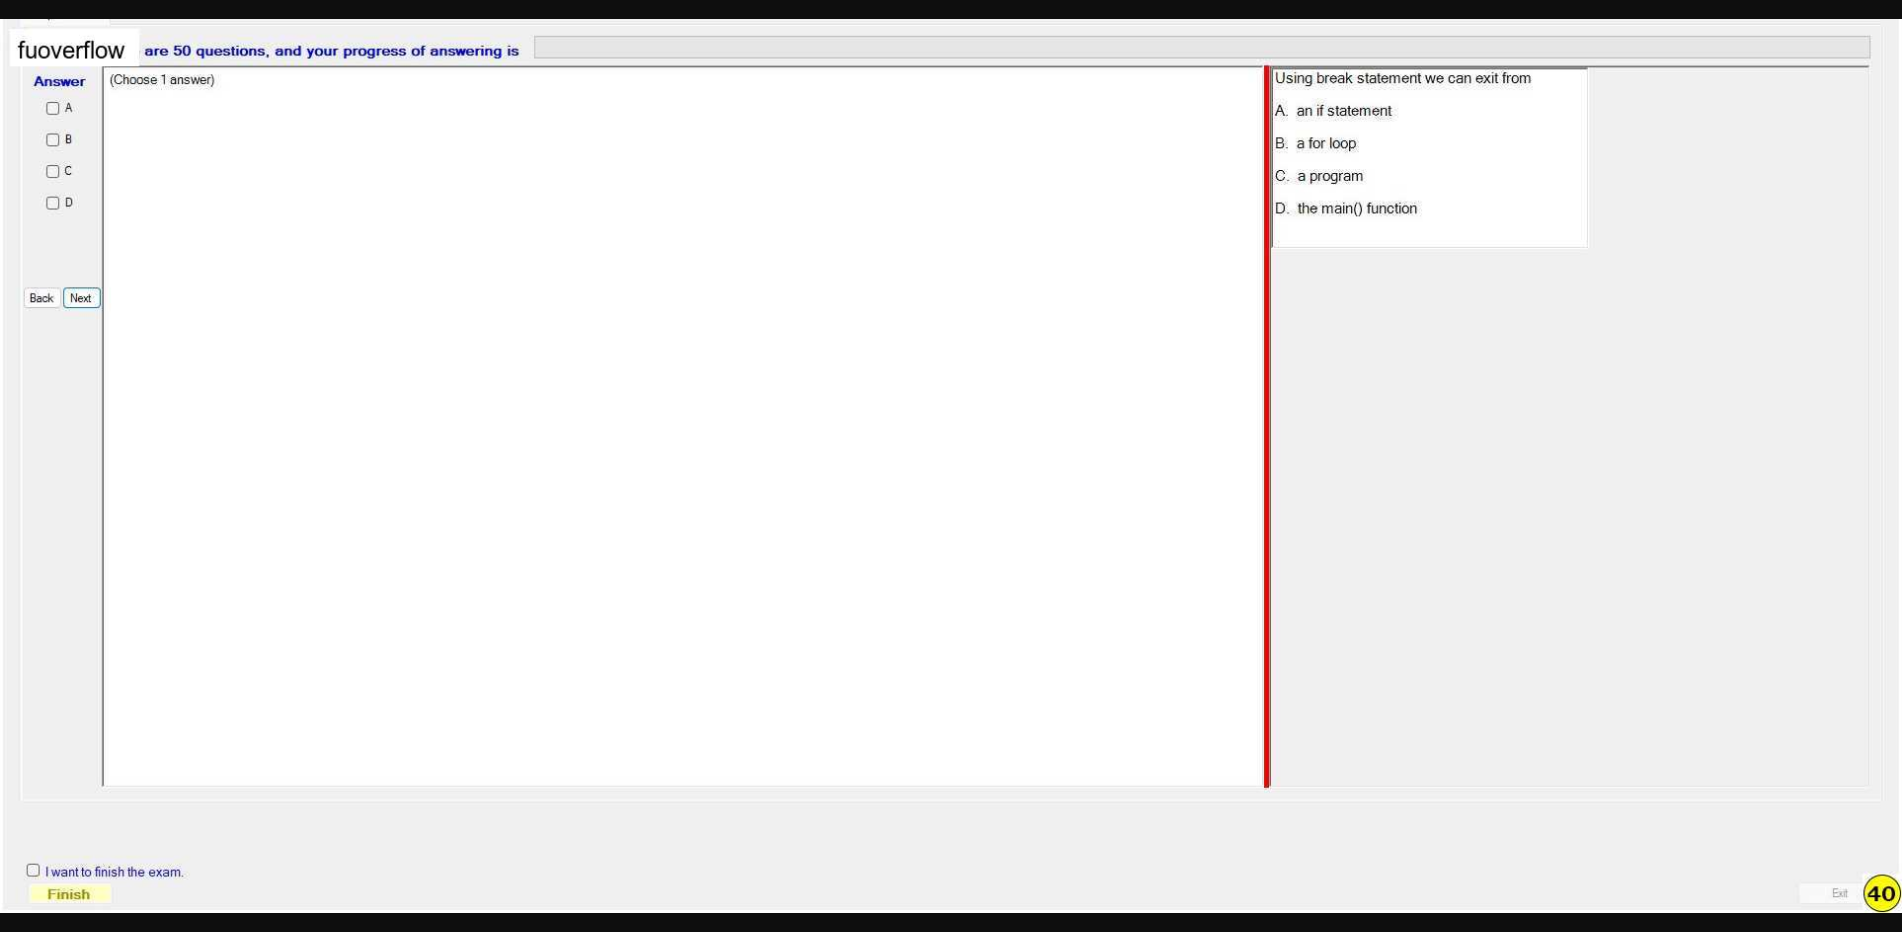 fuoverflow are 50 questions, and your progress of answering is
Answer
(Choose 1 answer)
A
B
C
D
Back Next
Using break statement we can exit from
A. an if statement
B. a for loop
C. a program
D. the main() function
I want to finish the exam.
Finish
Exit
40